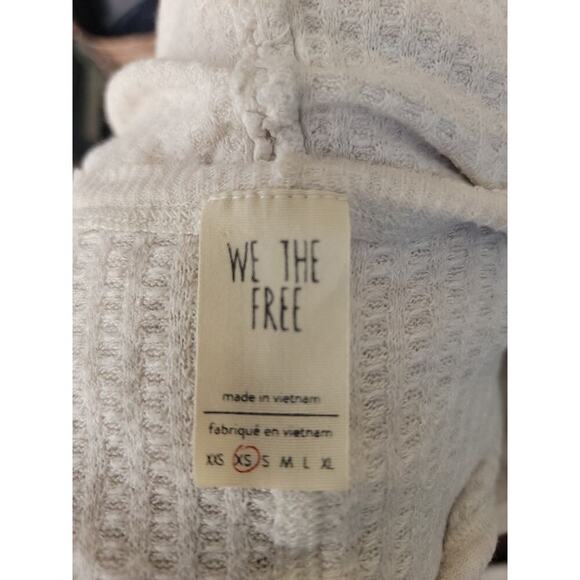 WE THE
FREE
made in vietnam
fabriqué en vietnam
XXS XS S M L XL